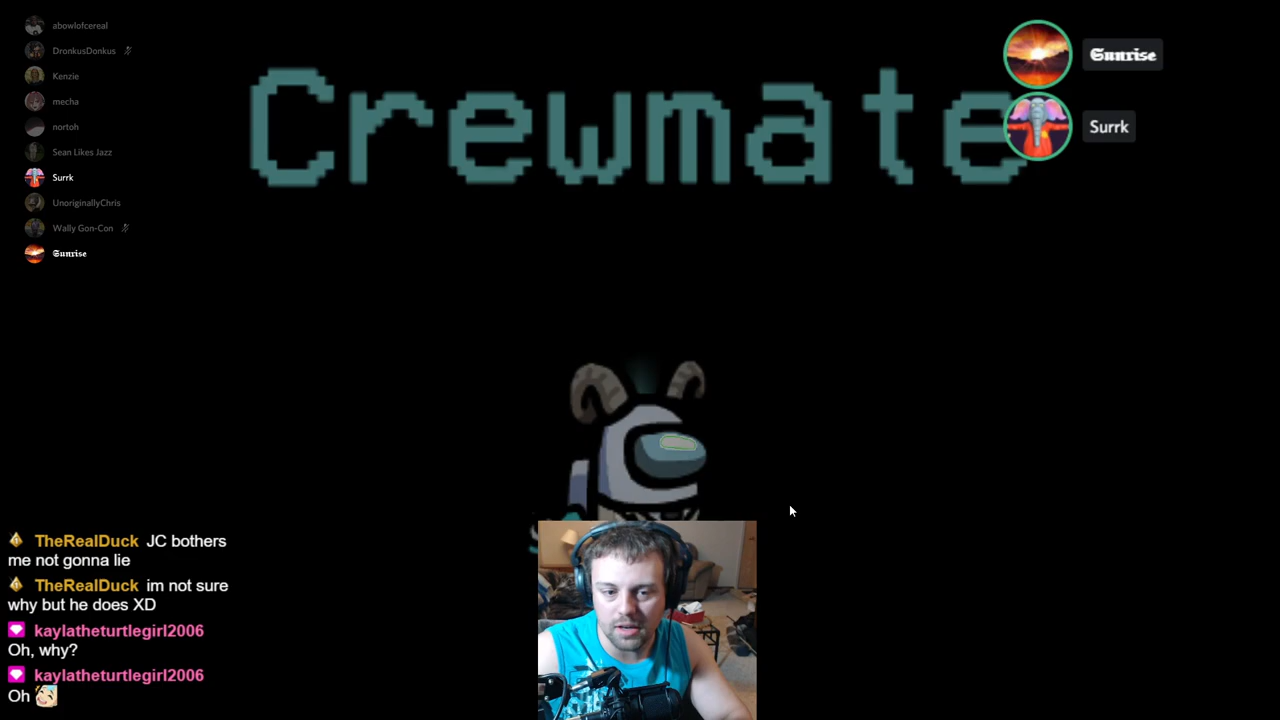 abowlofcereal
DronkusDonkus
Kenzie
mecha
nortoh
Sean Likes Jazz
Surrk
UnoriginallyChris
Wally Gon-Con
𝕾𝖚𝖓𝖗𝖎𝖘𝖊
Crewmate
𝕾𝖚𝖓𝖗𝖎𝖘𝖊
Surrk
TheRealDuck JC bothers
me not gonna lie
TheRealDuck im not sure
why but he does XD
kaylatheturtlegirl2006
Oh, why?
kaylatheturtlegirl2006
Oh